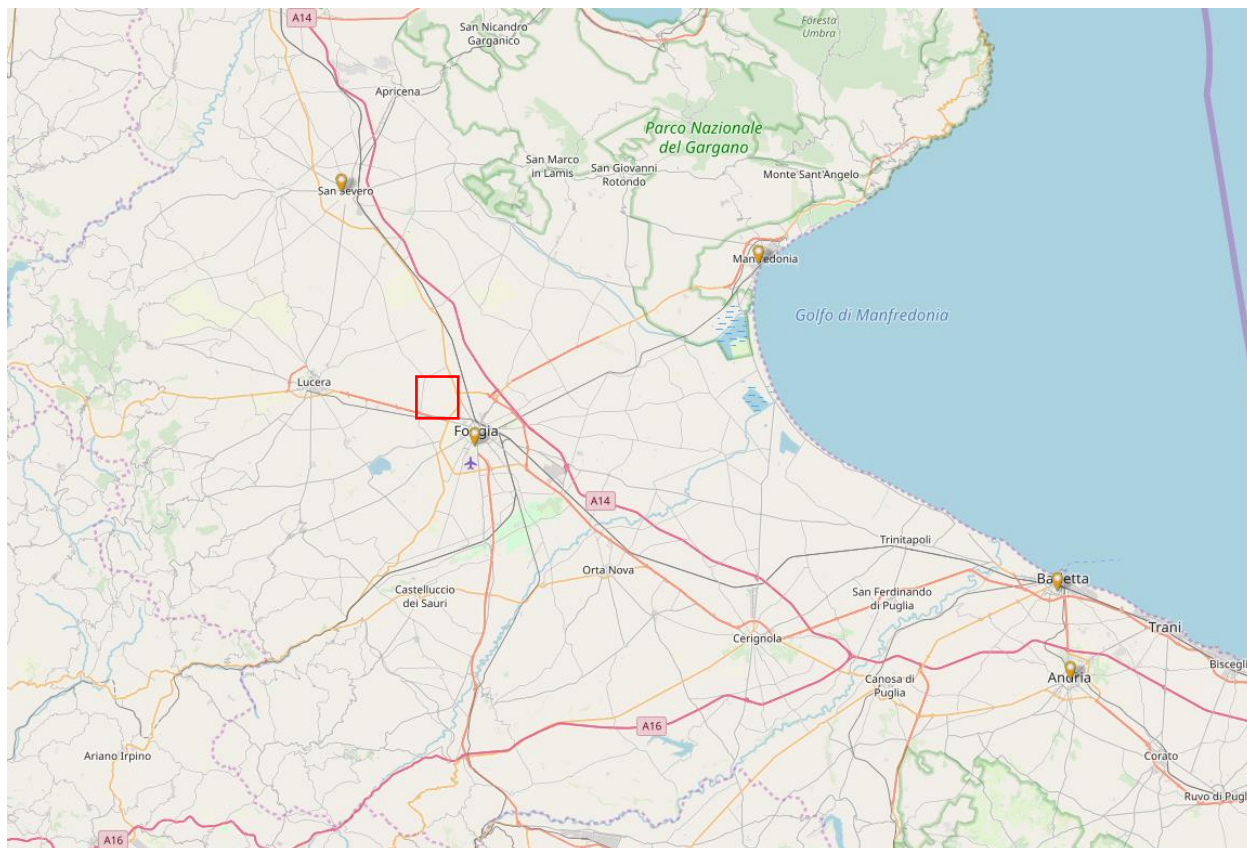 A14
San Nicandro
Garganico
Foresta
Umbra
Apricena
Parco Nazionale
del Gargano
San Marco
in Lamis
San Giovanni
Rotondo
Monte Sant'Angelo
San Severo
Manfredonia
Golfo di Manfredonia
Lucera
Foggia
A14
Orta Nova
Trinitapoli
Castelluccio
dei Sauri
San Ferdinando
di Puglia
Barletta
Trani
Cerignola
Biscegli
Canosa di
Puglia
Andria
A16
Ariano Irpino
Corato
Ruvo di Pugl
A16